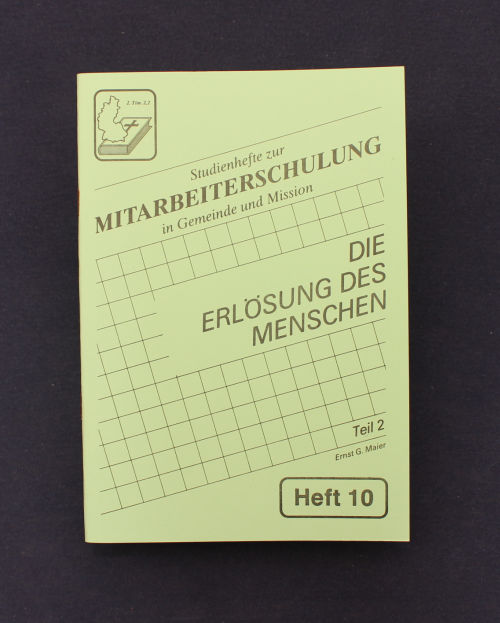 2. Tim. 2,2
Studienhefte zur
MITARBEITERSCHULUNG
in Gemeinde und Mission
DIE
ERLÖSUNG DES
MENSCHEN
Teil 2
Ernst G. Maier
Heft 10